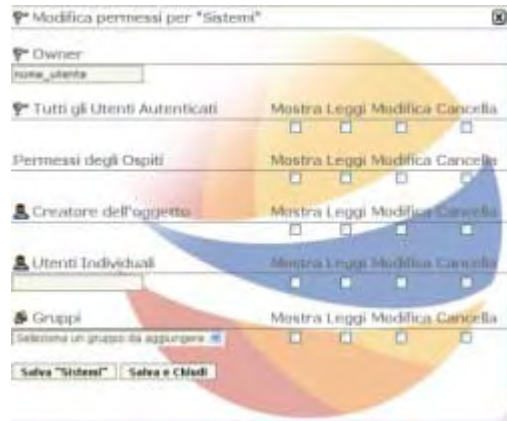 Modifica permessi per "Sistemi"
Owner
nome_utente
Tutti gli Utenti Autenticati Mostra Leggi Modifica Cancella
Permessi degli Ospiti Mostra Leggi Modifica Cancella
Creatore dell'oggetto Mostra Leggi Modifica Cancella
Utenti Individuali Mostra Leggi Modifica Cancella
Gruppi Mostra Leggi Modifica Cancella
Seleziona un gruppo da aggiungere
Salva "Sistemi" Salva e Chiudi